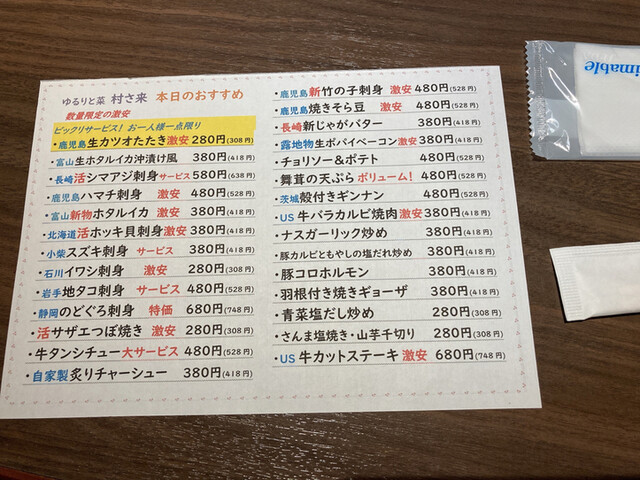 ゆるりと菜 村さ来 本日のおすすめ
数量限定の激安
ビックリサービス! お一人様一点限り
・鹿児島 生カツオたたき 激安 280円(308円)
・富山 生ホタルイカ沖漬け風 380円(418円)
・長崎 活シマアジ刺身 サービス 580円(638円)
・鹿児島 ハマチ刺身 激安 480円(528円)
・富山 新物ホタルイカ 激安 380円(418円)
・北海道 活ホッキ貝刺身 激安 380円(418円)
・小柴 スズキ刺身 サービス 380円(418円)
・石川 イワシ刺身 激安 280円(308円)
・岩手 地タコ刺身 サービス 480円(528円)
・静岡 のどぐろ刺身 特価 680円(748円)
・活サザエつぼ焼き 激安 280円(308円)
・牛タンシチュー 大サービス 480円(528円)
・自家製 炙りチャーシュー 380円(418円)
・鹿児島 新竹の子刺身 激安 480円(528円)
・鹿児島 焼きそら豆 激安 480円(528円)
・長崎 新じゃがバター 380円(418円)
・露地物 生ポパイベーコン 激安 380円(418円)
・チョリソー&ポテト 480円(528円)
・舞茸の天ぷら ボリューム! 480円(528円)
・茨城 殻付きギンナン 480円(528円)
・US 牛バラカルビ焼肉 激安 380円(418円)
・ナスガーリック炒め 380円(418円)
・豚カルビともやしの塩だれ炒め 380円(418円)
・豚コロホルモン 380円(418円)
・羽根付き焼きギョーザ 380円(418円)
・青菜塩だし炒め 280円(308円)
・さんま塩焼き・山芋千切り 280円(308円)
・US 牛カットステーキ 激安 680円(748円)